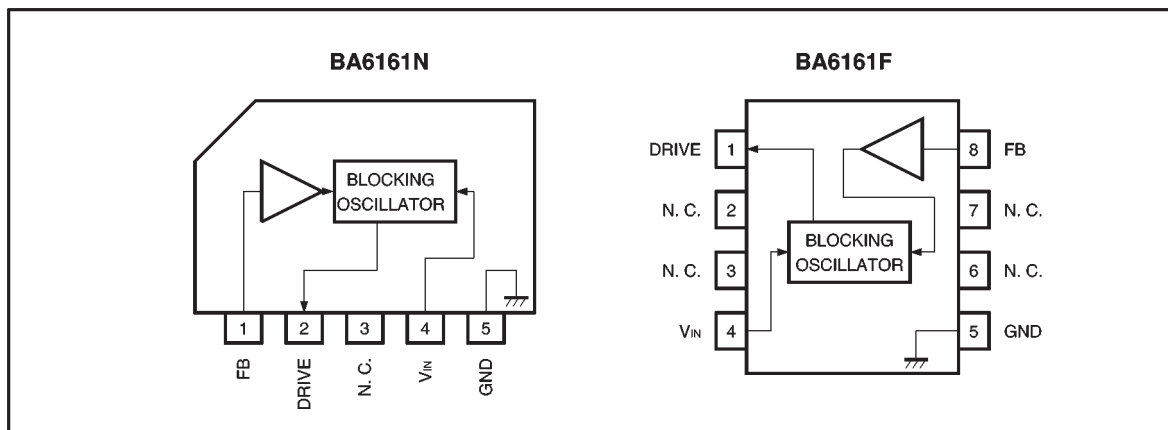 BA6161N
BLOCKING
OSCILLATOR
1
2
3
4
5
FB
DRIVE
N. C.
VIN
GND
BA6161F
DRIVE
1
8
FB
N. C.
2
7
N. C.
BLOCKING
OSCILLATOR
N. C.
3
6
N. C.
VIN
4
5
GND